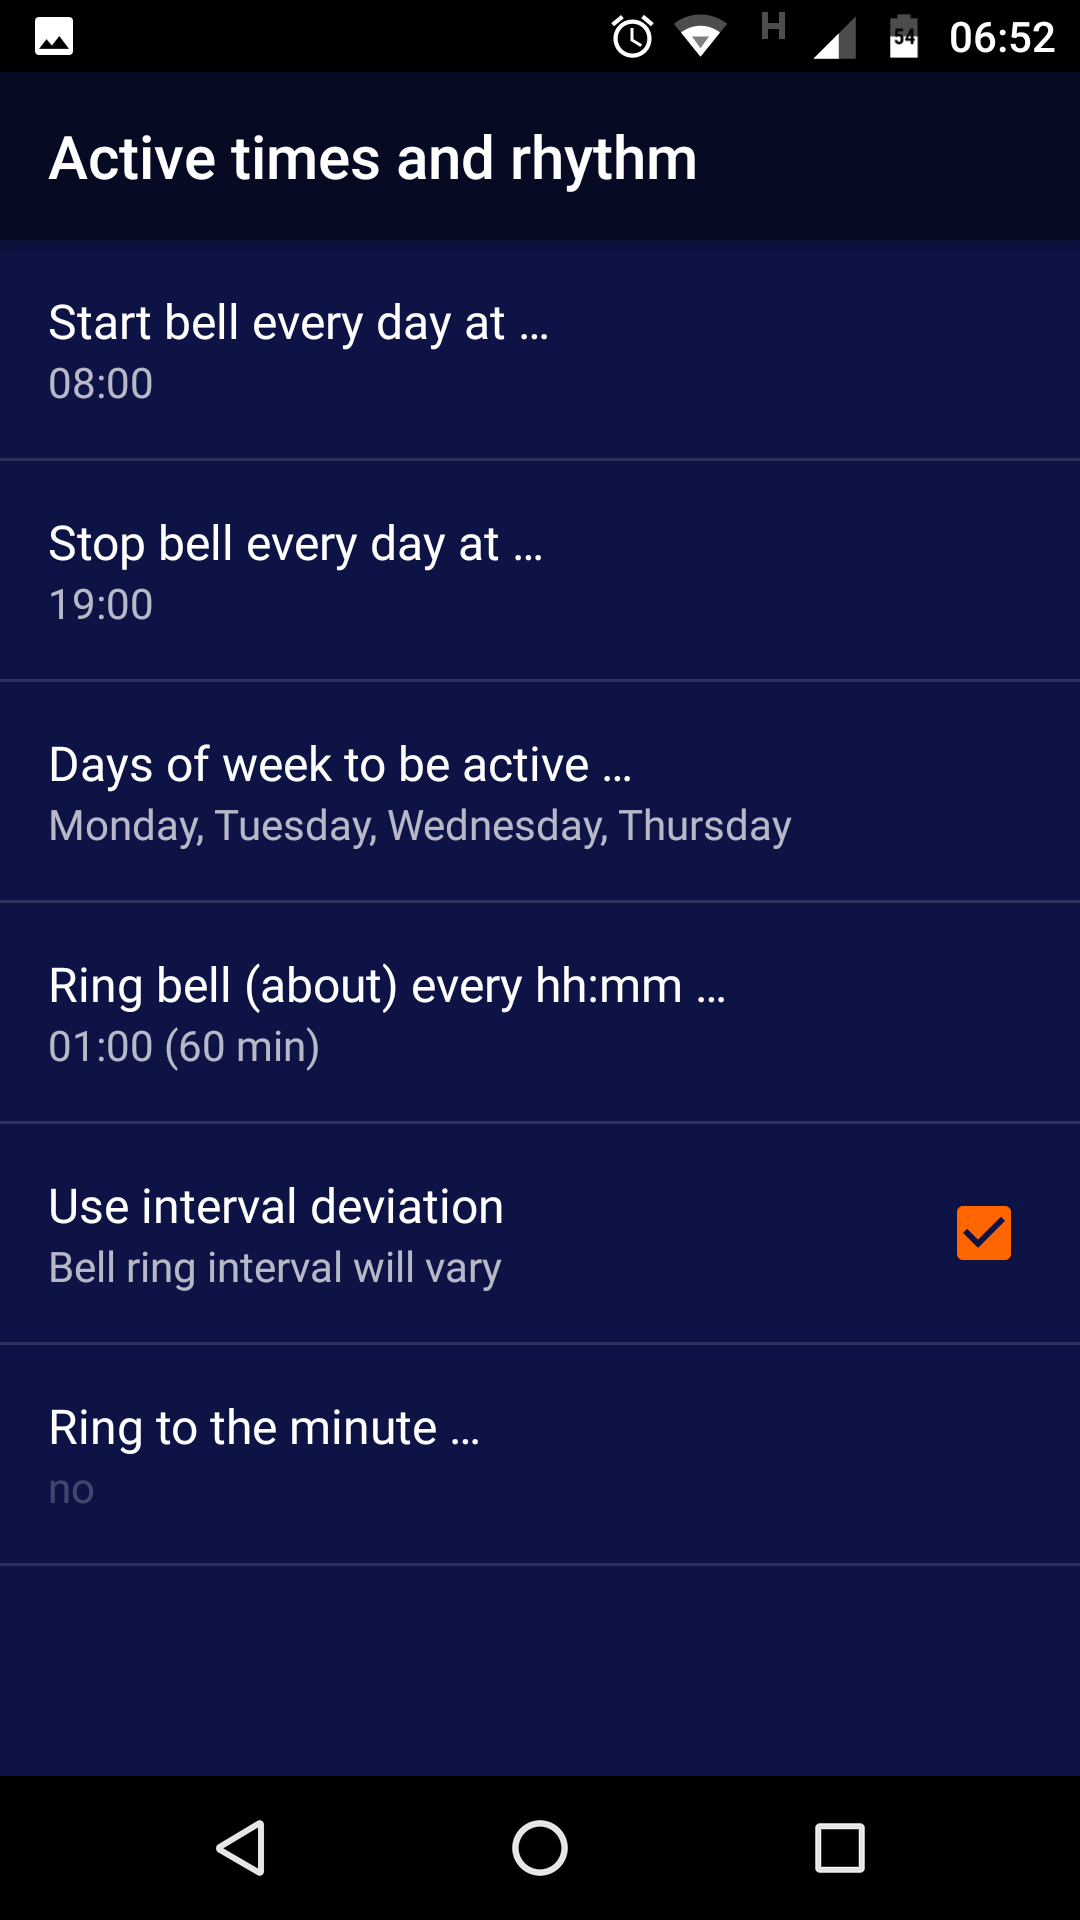 H 54 06:52
Active times and rhythm
Start bell every day at …
08:00
Stop bell every day at …
19:00
Days of week to be active …
Monday, Tuesday, Wednesday, Thursday
Ring bell (about) every hh:mm …
01:00 (60 min)
Use interval deviation
Bell ring interval will vary
Ring to the minute …
no